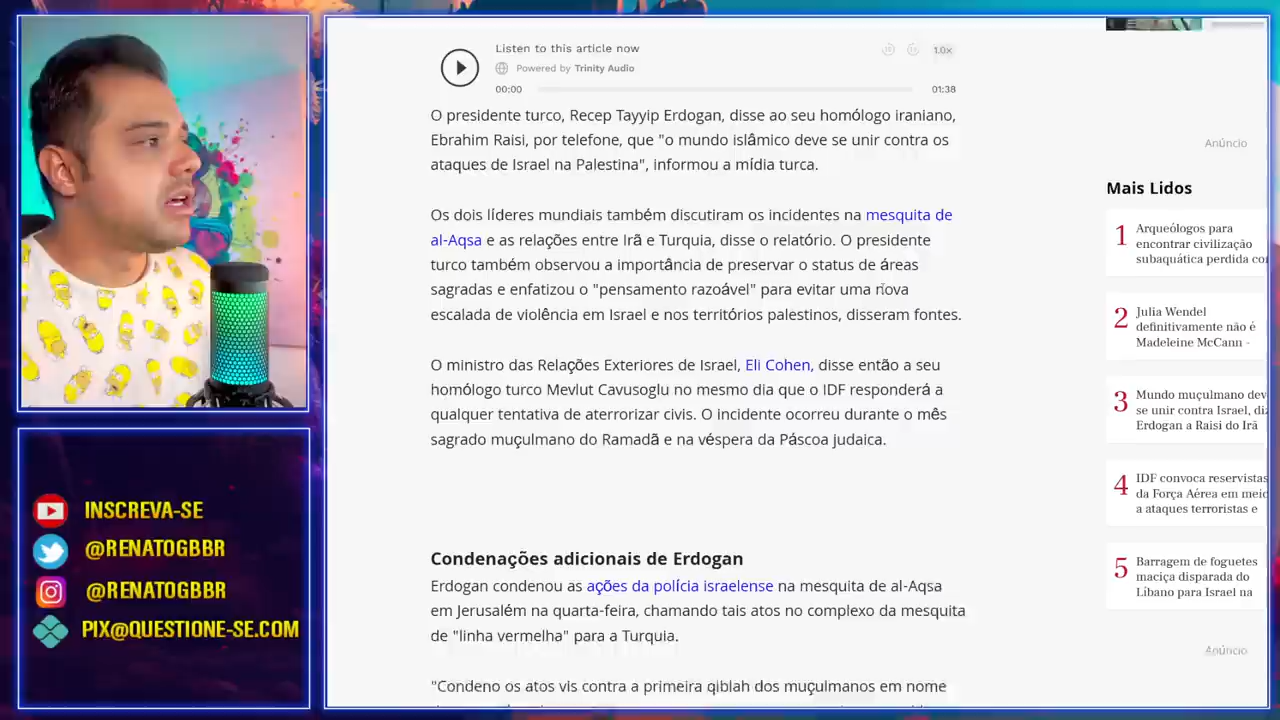 Listen to this article now
1.0×
Powered by Trinity Audio
00:00
01:38
O presidente turco, Recep Tayyip Erdogan, disse ao seu homólogo iraniano,
Ebrahim Raisi, por telefone, que "o mundo islâmico deve se unir contra os
ataques de Israel na Palestina", informou a mídia turca.
Os dois líderes mundiais também discutiram os incidentes na mesquita de
al-Aqsa e as relações entre Irã e Turquia, disse o relatório. O presidente
turco também observou a importância de preservar o status de áreas
sagradas e enfatizou o "pensamento razoável" para evitar uma nova
escalada de violência em Israel e nos territórios palestinos, disseram fontes.
O ministro das Relações Exteriores de Israel, Eli Cohen, disse então a seu
homólogo turco Mevlut Cavusoglu no mesmo dia que o IDF responderá a
qualquer tentativa de aterrorizar civis. O incidente ocorreu durante o mês
sagrado muçulmano do Ramadã e na véspera da Páscoa judaica.
Condenações adicionais de Erdogan
Erdogan condenou as ações da polícia israelense na mesquita de al-Aqsa
em Jerusalém na quarta-feira, chamando tais atos no complexo da mesquita
de "linha vermelha" para a Turquia.
"Condeno os atos vis contra a primeira qiblah dos muçulmanos em nome
Anúncio
Mais Lidos
1 Arqueólogos para
encontrar civilização
subaquática perdida
2 Julia Wendel
definitivamente não é
Madeleine McCann -
3 Mundo muçulmano
se unir contra Israel,
Erdogan a Raisi do Irã
4 IDF convoca reservistas
da Força Aérea em
a ataques terroristas e
5 Barragem de foguetes
maciça disparada do
Líbano para Israel na
Anúncio
INSCREVA-SE
@RENATOGBBR
@RENATOGBBR
PIX@QUESTIONE-SE.COM